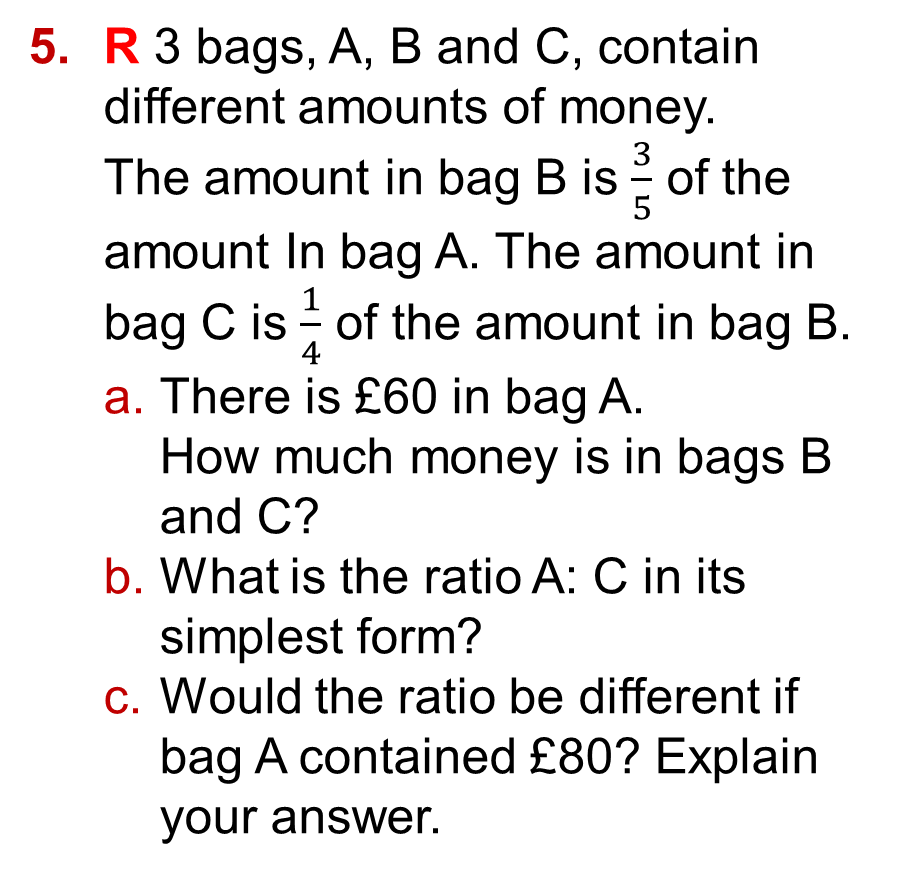 5. R 3 bags, A, B and C, contain
different amounts of money.
The amount in bag B is 3/5 of the
amount In bag A. The amount in
bag C is 1/4 of the amount in bag B.
a. There is £60 in bag A.
How much money is in bags B
and C?
b. What is the ratio A: C in its
simplest form?
c. Would the ratio be different if
bag A contained £80? Explain
your answer.